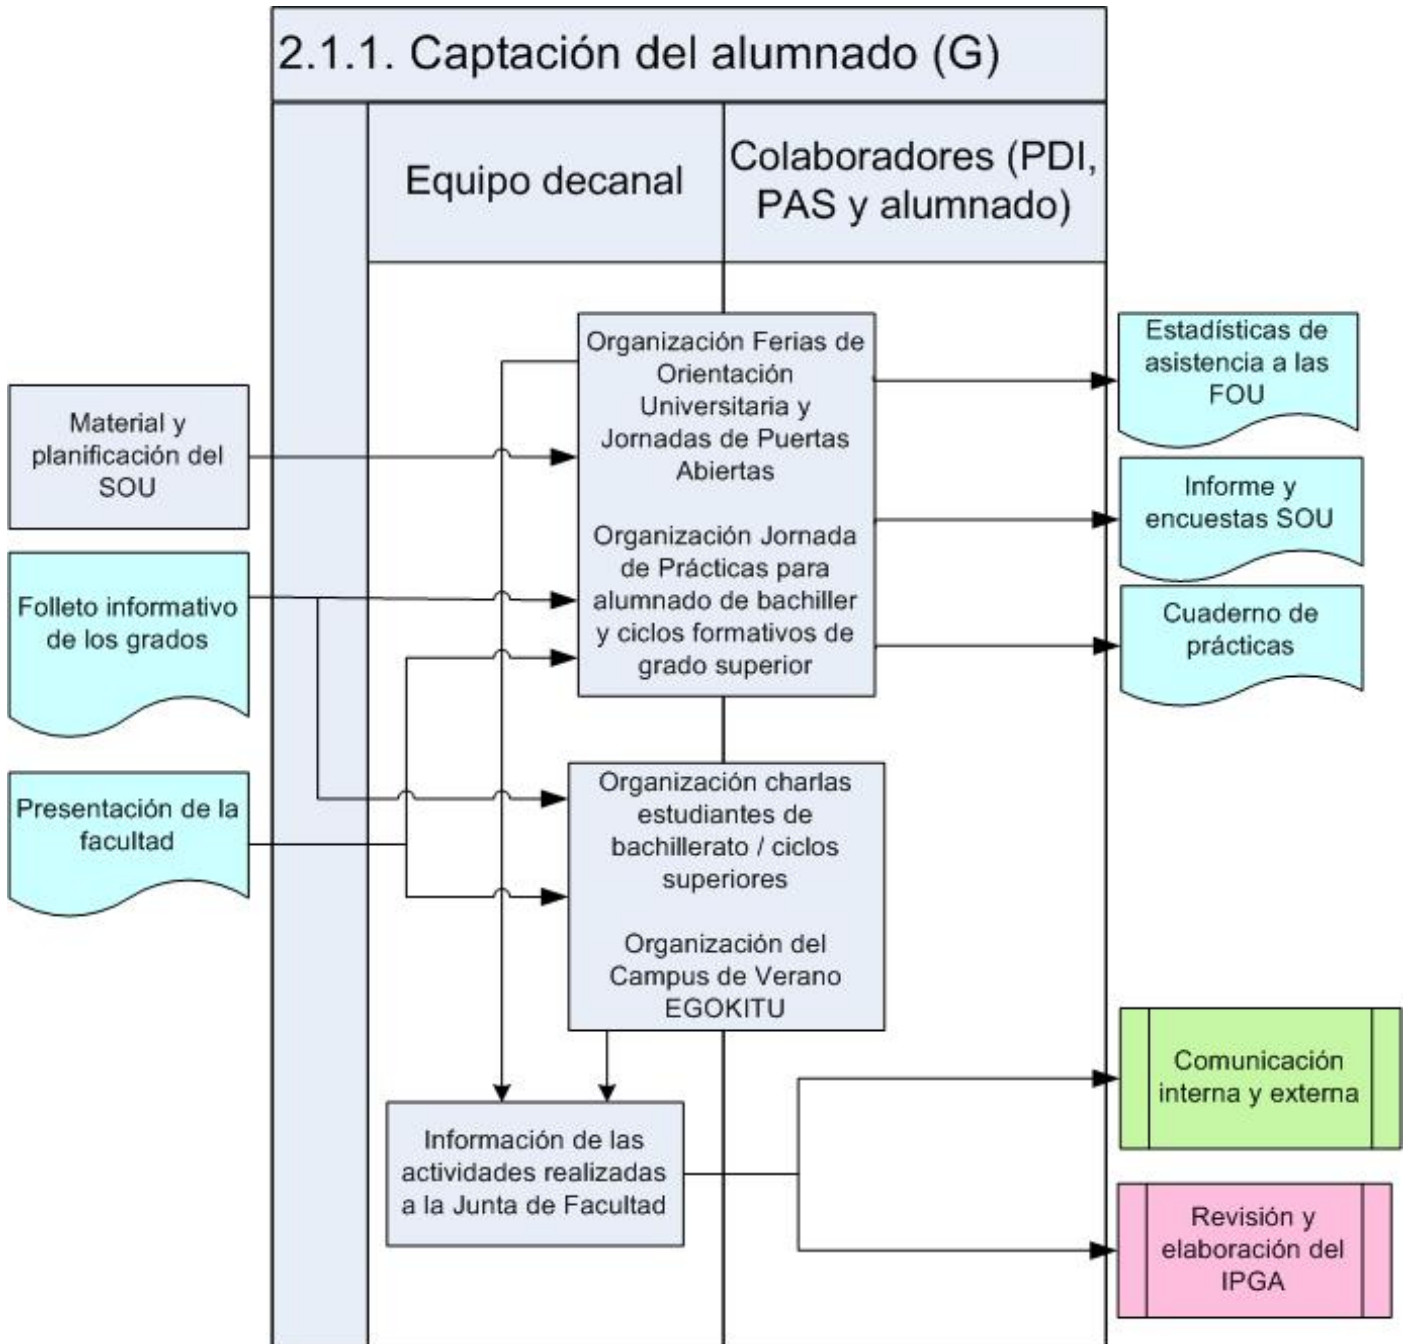 2.1.1. Captación del alumnado (G)
Equipo decanal
Colaboradores (PDI,
PAS y alumnado)
Material y
planificación del
SOU
Folleto informativo
de los grados
Presentación de la
facultad
Organización Ferias de
Orientación
Universitaria y
Jornadas de Puertas
Abiertas
Organización Jornada
de Prácticas para
alumnado de bachiller
y ciclos formativos de
grado superior
Organización charlas
estudiantes de
bachillerato / ciclos
superiores
Organización del
Campus de Verano
EGOKITU
Información de las
actividades realizadas
a la Junta de Facultad
Estadísticas de
asistencia a las
FOU
Informe y
encuestas SOU
Cuaderno de
prácticas
Comunicación
interna y externa
Revisión y
elaboración del
IPGA